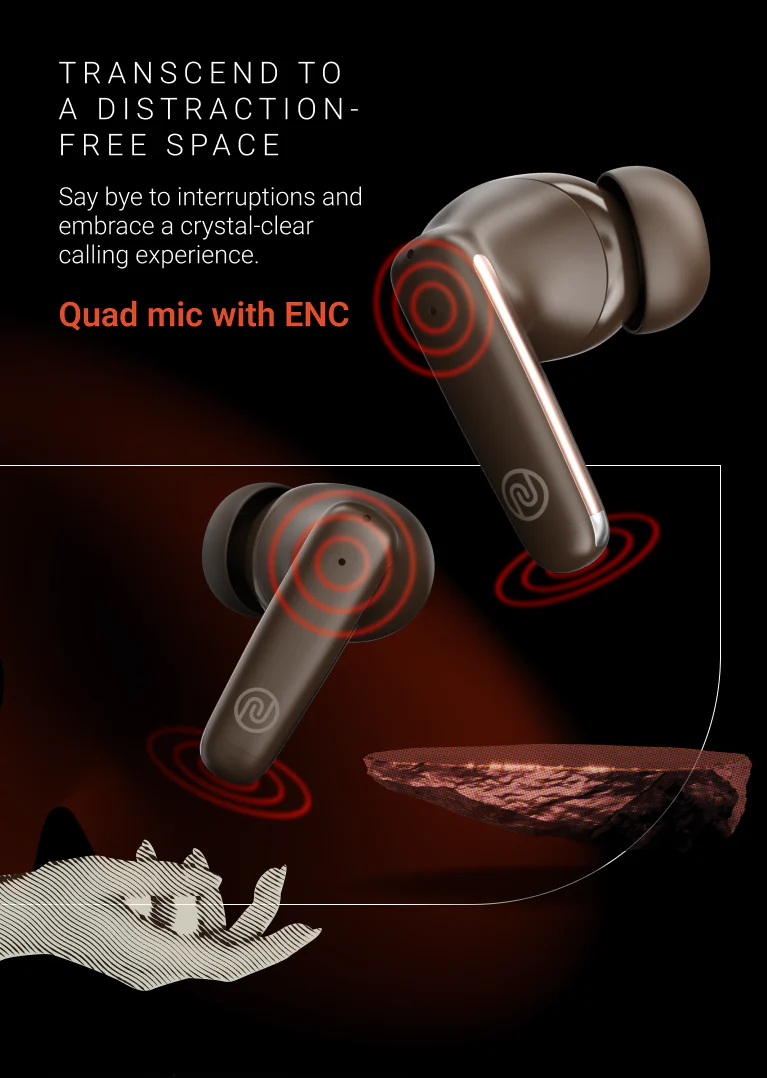 TRANSCEND TO
A DISTRACTION-
FREE SPACE
Say bye to interruptions and
embrace a crystal-clear
calling experience.
Quad mic with ENC